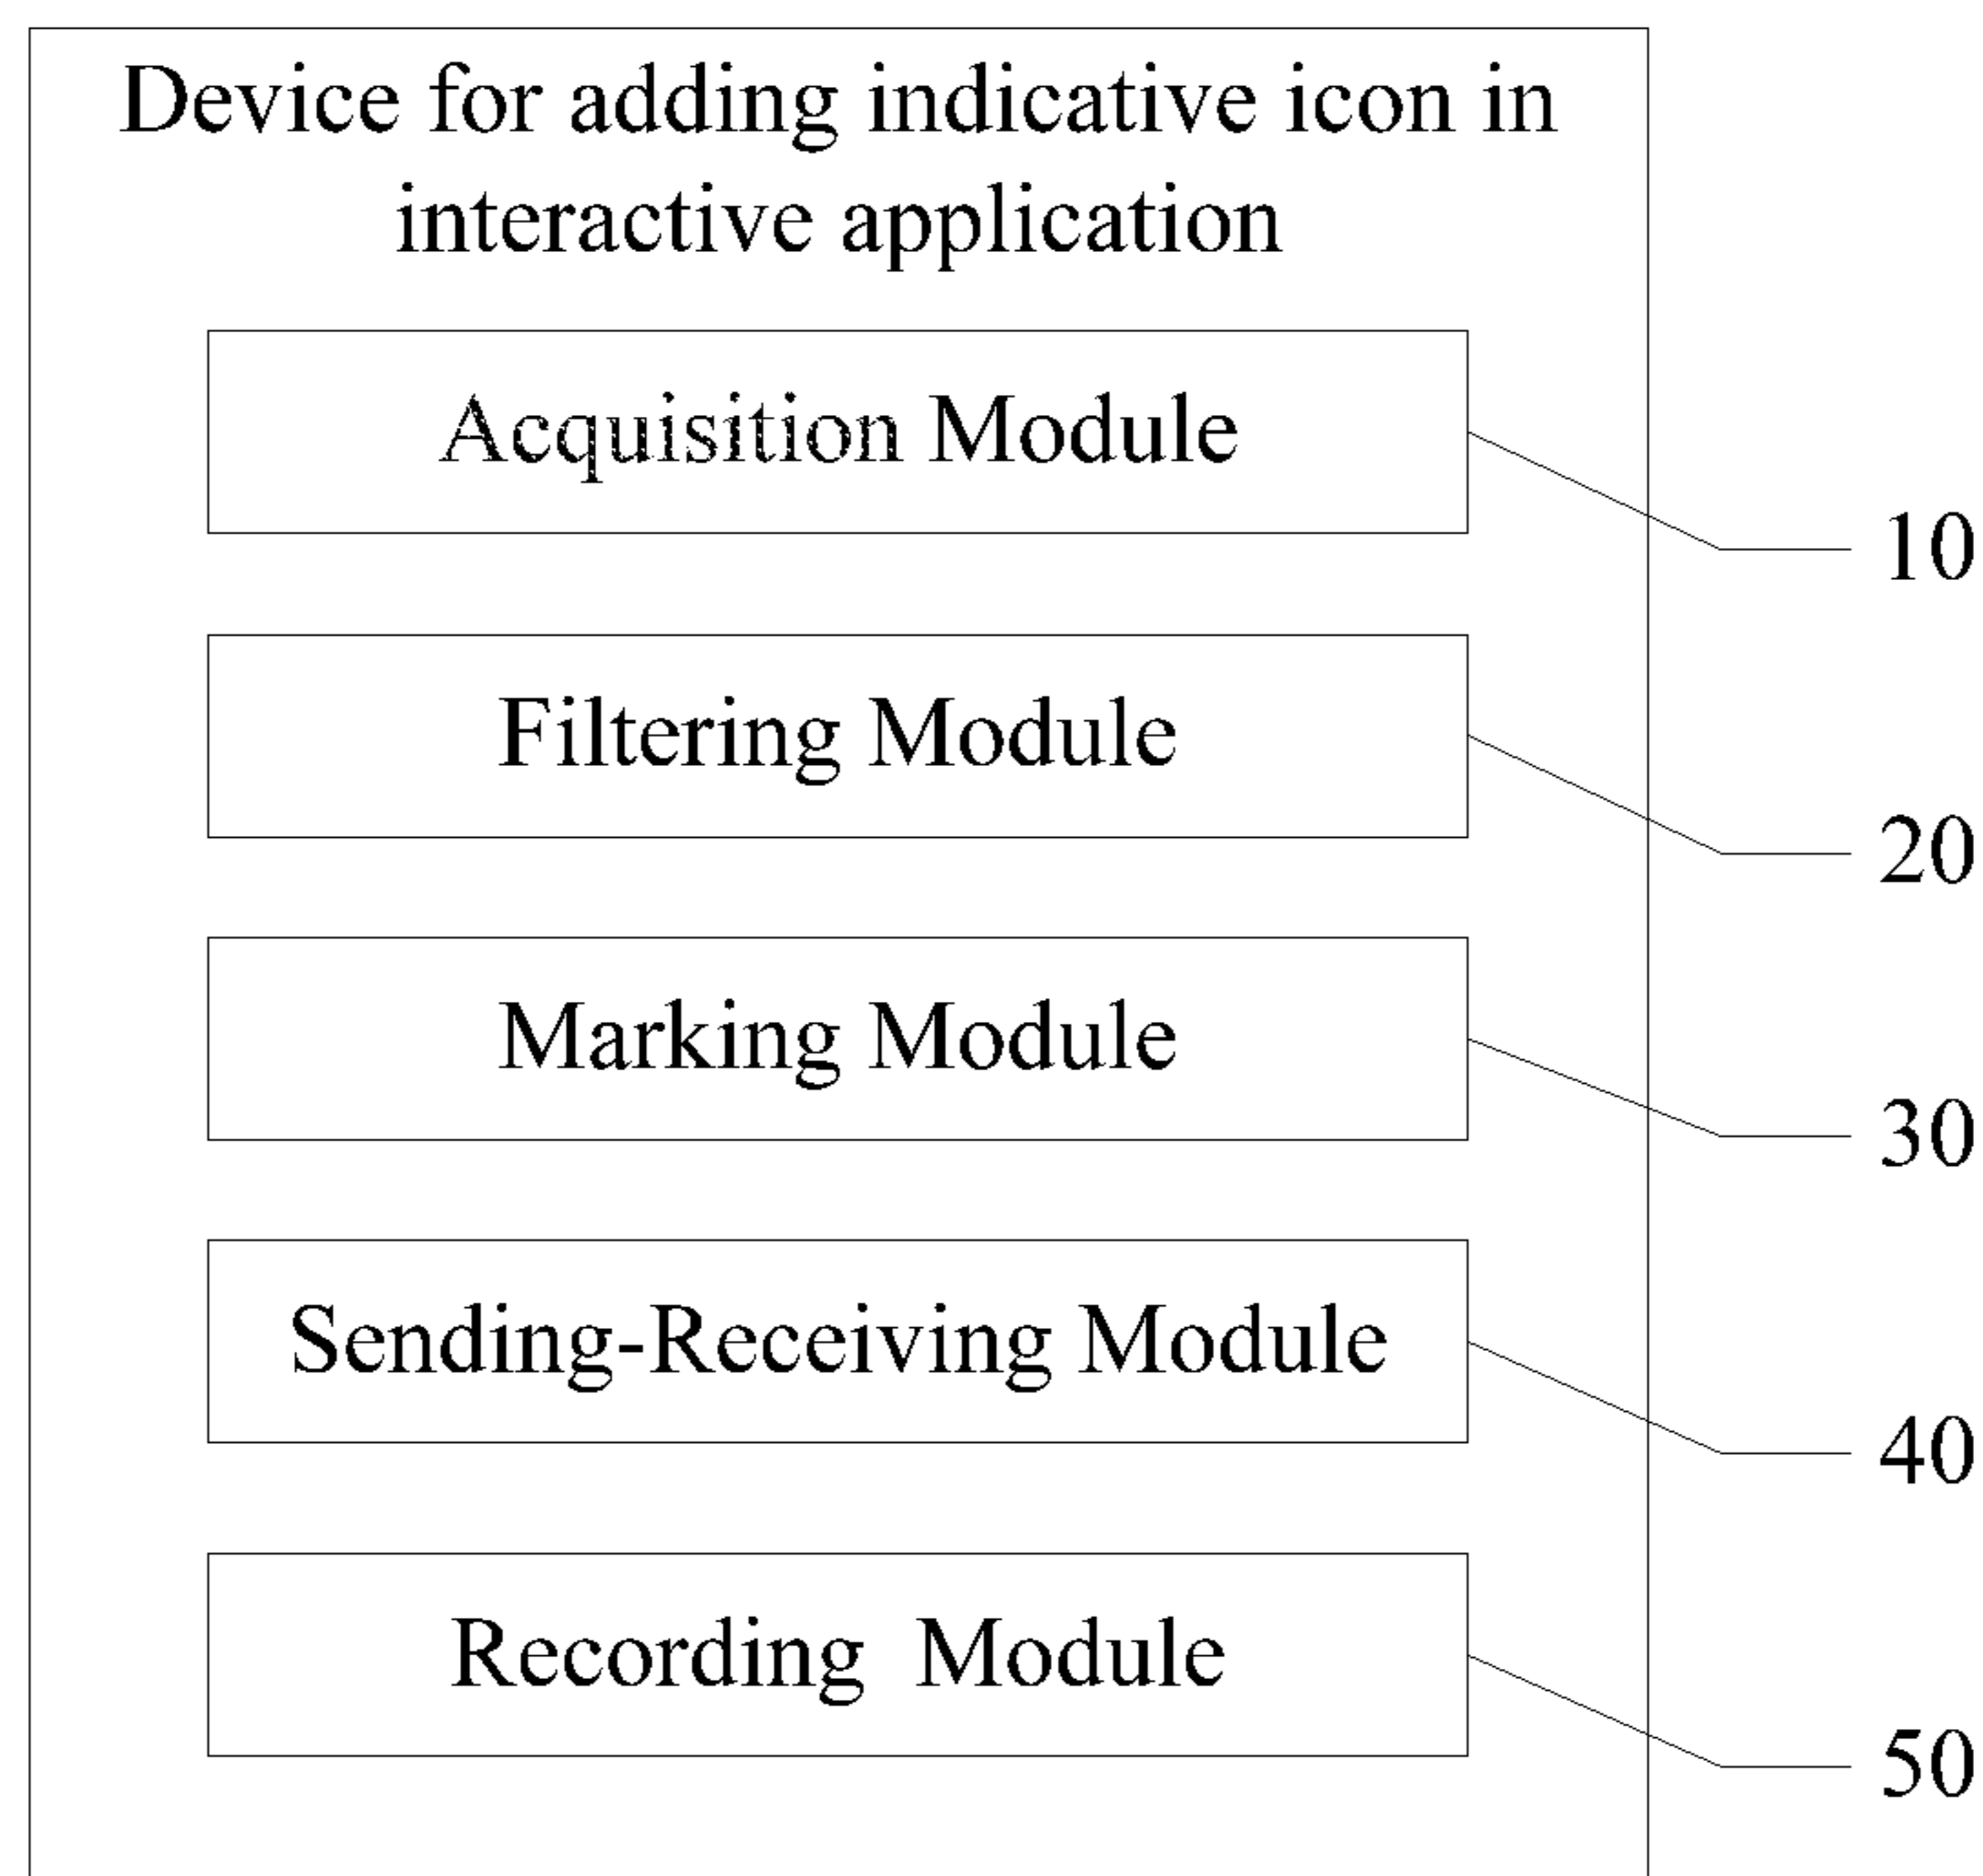 Device for adding indicative icon in
interactive application
Acquisition Module
10
Filtering Module
20
Marking Module
30
Sending-Receiving Module
40
Recording Module
50